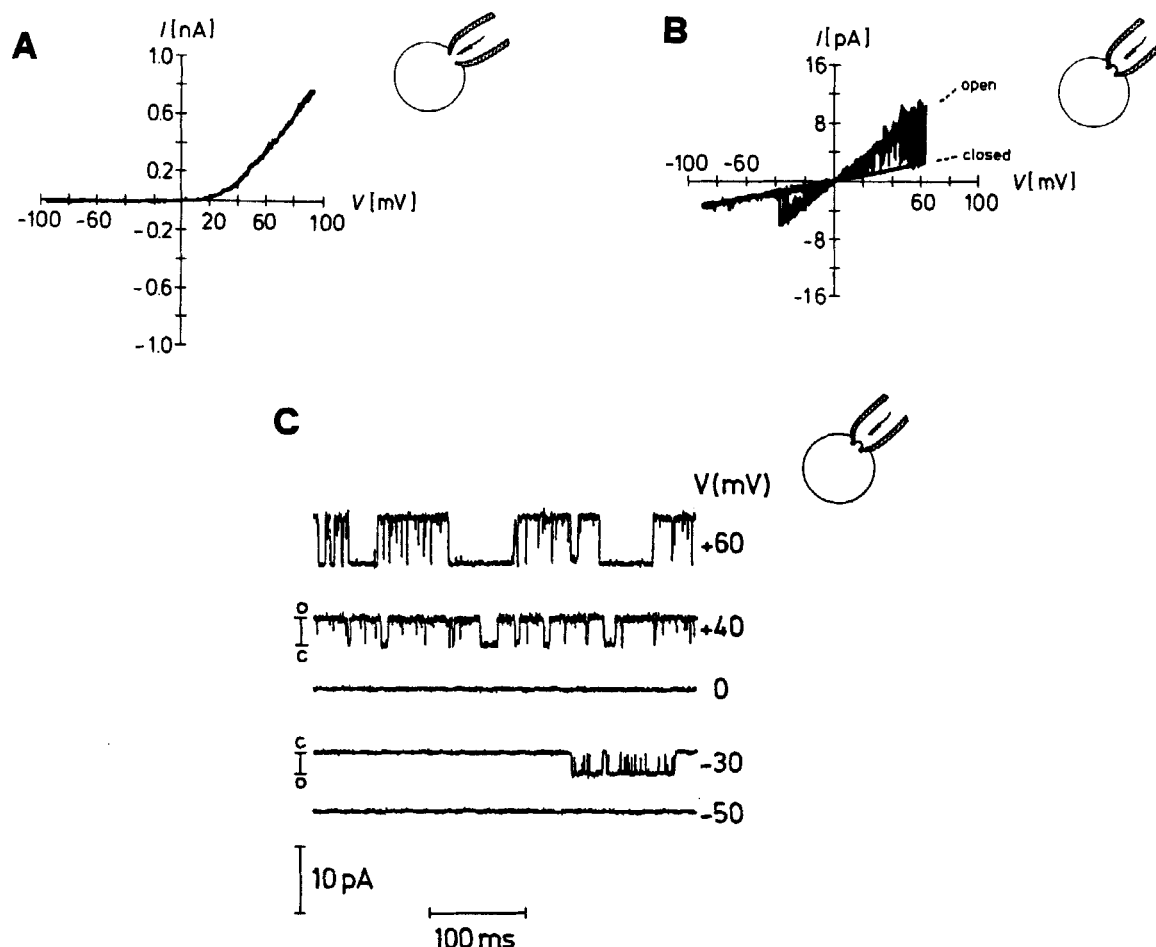 A
I [nA]
1.0
0.6
0.2
-100 -60 20 60 100
V [mV]
-0.2
-0.6
-1.0
B
I [pA]
16
open
8
closed
-100 -60 60 100
V [mV]
-8
-16
C
V(mV)
+60
o
+40
c
0
c
-30
o
-50
10 pA
100 ms